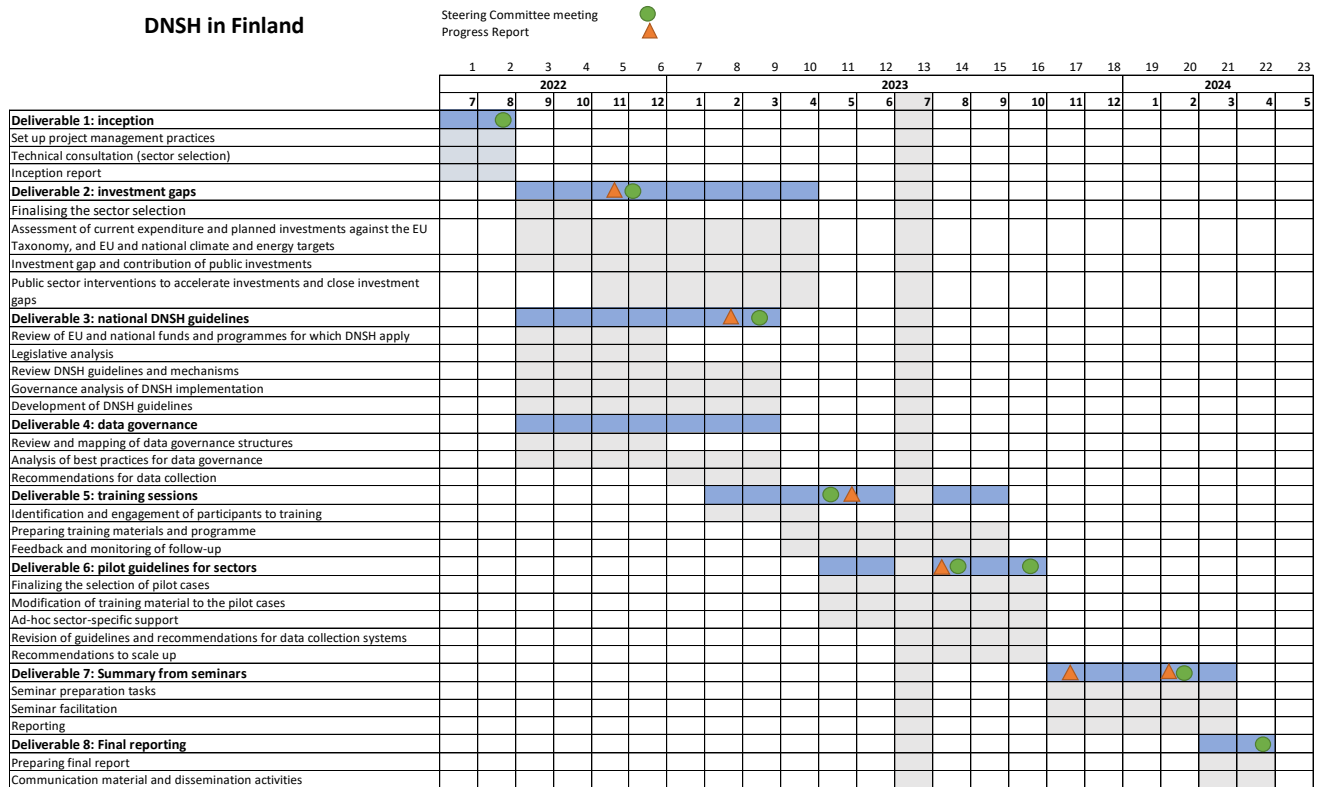 DNSH in Finland
Steering Committee meeting
Progress Report
1 2 3 4 5 6 7 8 9 10 11 12 13 14 15 16 17 18 19 20 21 22 23
2022 2023 2024
7 8 9 10 11 12 1 2 3 4 5 6 7 8 9 10 11 12 1 2 3 4 5
Deliverable 1: inception
Set up project management practices
Technical consultation (sector selection)
Inception report
Deliverable 2: investment gaps
Finalising the sector selection
Assessment of current expenditure and planned investments against the EU
Taxonomy, and EU and national climate and energy targets
Investment gap and contribution of public investments
Public sector interventions to accelerate investments and close investment
gaps
Deliverable 3: national DNSH guidelines
Review of EU and national funds and programmes for which DNSH apply
Legislative analysis
Review DNSH guidelines and mechanisms
Governance analysis of DNSH implementation
Development of DNSH guidelines
Deliverable 4: data governance
Review and mapping of data governance structures
Analysis of best practices for data governance
Recommendations for data collection
Deliverable 5: training sessions
Identification and engagement of participants to training
Preparing training materials and programme
Feedback and monitoring of follow-up
Deliverable 6: pilot guidelines for sectors
Finalizing the selection of pilot cases
Modification of training material to the pilot cases
Ad-hoc sector-specific support
Revision of guidelines and recommendations for data collection systems
Recommendations to scale up
Deliverable 7: Summary from seminars
Seminar preparation tasks
Seminar facilitation
Reporting
Deliverable 8: Final reporting
Preparing final report
Communication material and dissemination activities